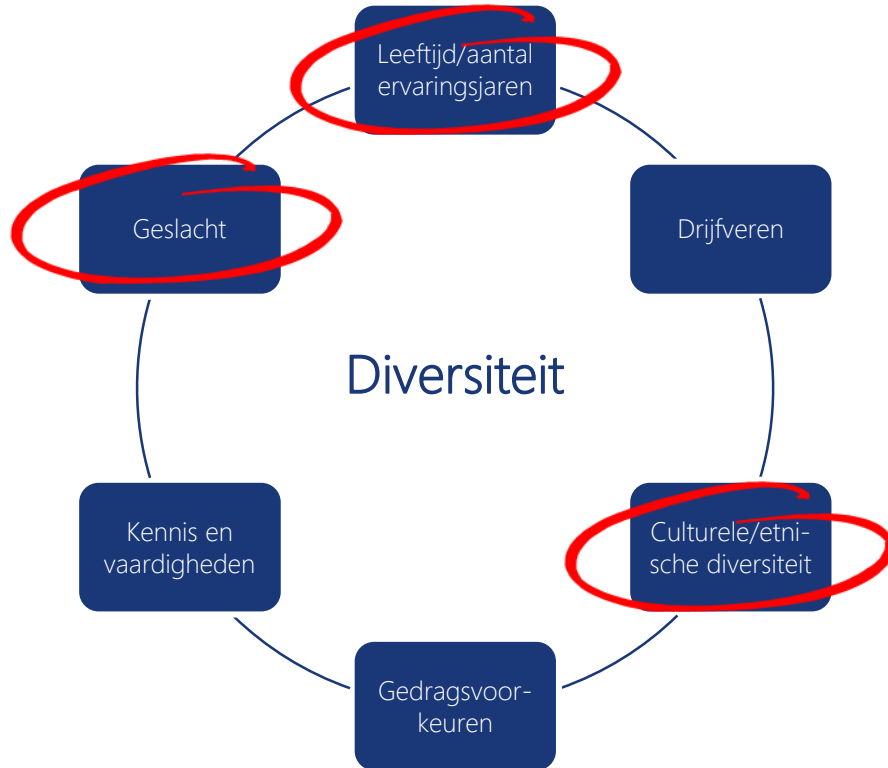 Leeftijd/aantal
ervaringsjaren
Geslacht
Drijfveren
Diversiteit
Kennis en
vaardigheden
Culturele/etni-
sche diversiteit
Gedragsvoor-
keuren